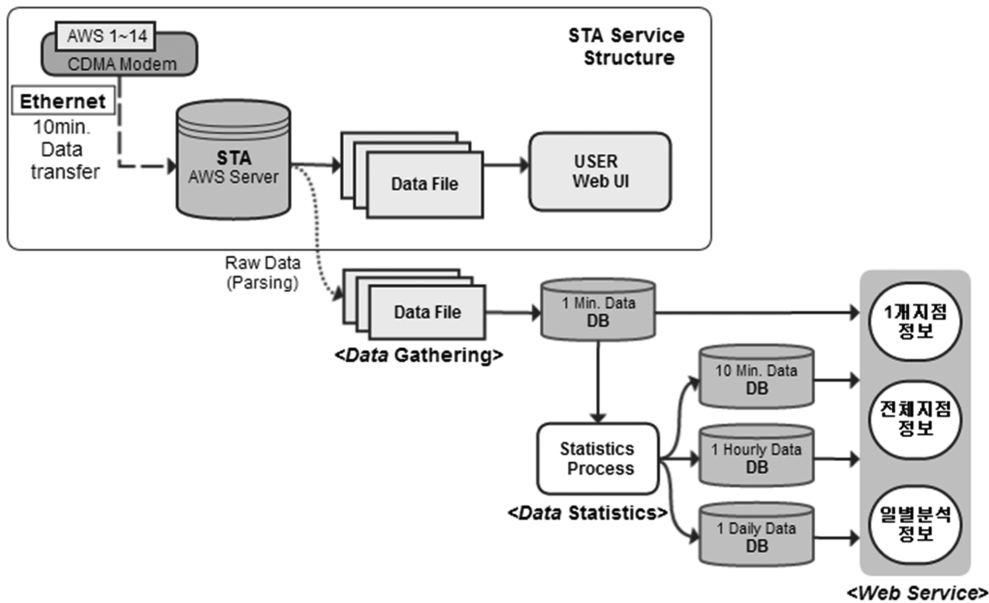 AWS 1~14
CDMA Modem
STA Service
Structure
Ethernet
10min.
Data
transfer
STA
AWS Server
Data File
USER
Web UI
Raw Data
(Parsing)
Data File
<Data Gathering>
1 Min. Data
DB
Statistics
Process
<Data Statistics>
10 Min. Data
DB
1 Hourly Data
DB
1 Daily Data
DB
1개지점
정보
전체지점
정보
일별분석
정보
<Web Service>